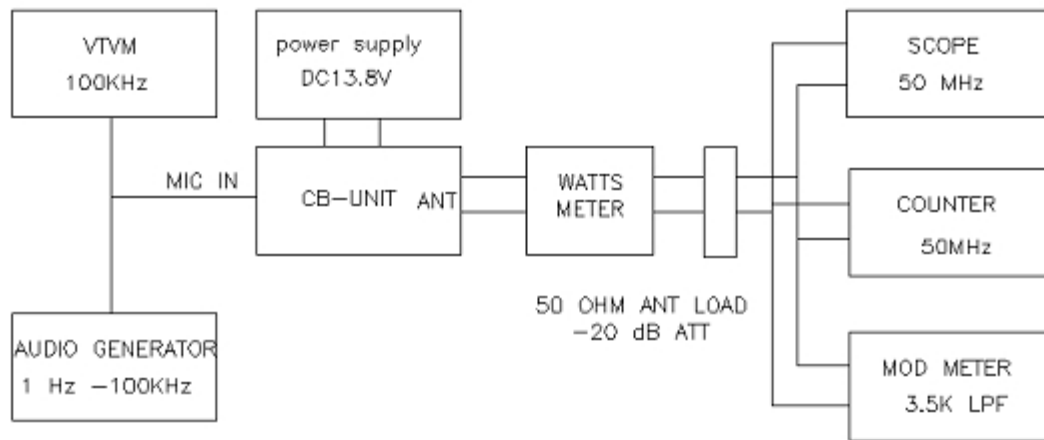 VTVM
100KHz
power supply
DC13.8V
SCOPE
50 MHz
MIC IN
CB-UNIT
ANT
WATTS
METER
COUNTER
50MHz
50 OHM ANT LOAD
-20 dB ATT
AUDIO GENERATOR
1 Hz -100KHz
MOD METER
3.5K LPF